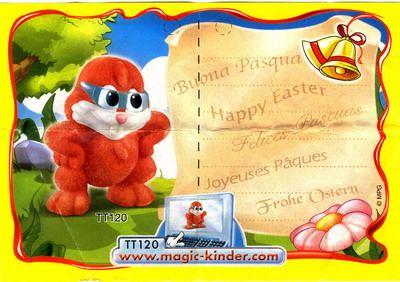 Buona Pasqua
Happy Easter
Felices Pascuas
Joyeuses Pâques
Frohe Ostern
© MPG
TT120
TT120
www.magic-kinder.com